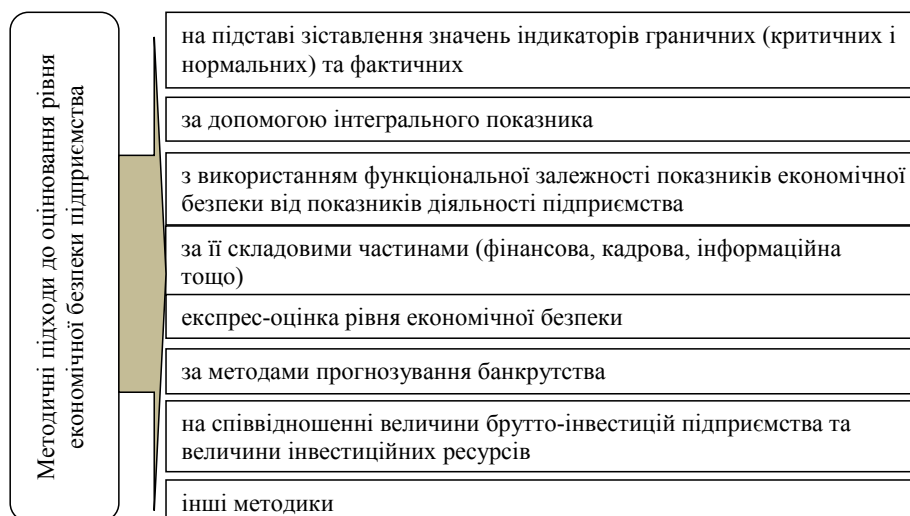 Методичні підходи до оцінювання рівня
економічної безпеки підприємства
на підставі зіставлення значень індикаторів граничних (критичних і
нормальних) та фактичних
за допомогою інтегрального показника
з використанням функціональної залежності показників економічної
безпеки від показників діяльності підприємства
за її складовими частинами (фінансова, кадрова, інформаційна
тощо)
експрес-оцінка рівня економічної безпеки
за методами прогнозування банкрутства
на співвідношенні величини брутто-інвестицій підприємства та
величини інвестиційних ресурсів
інші методики